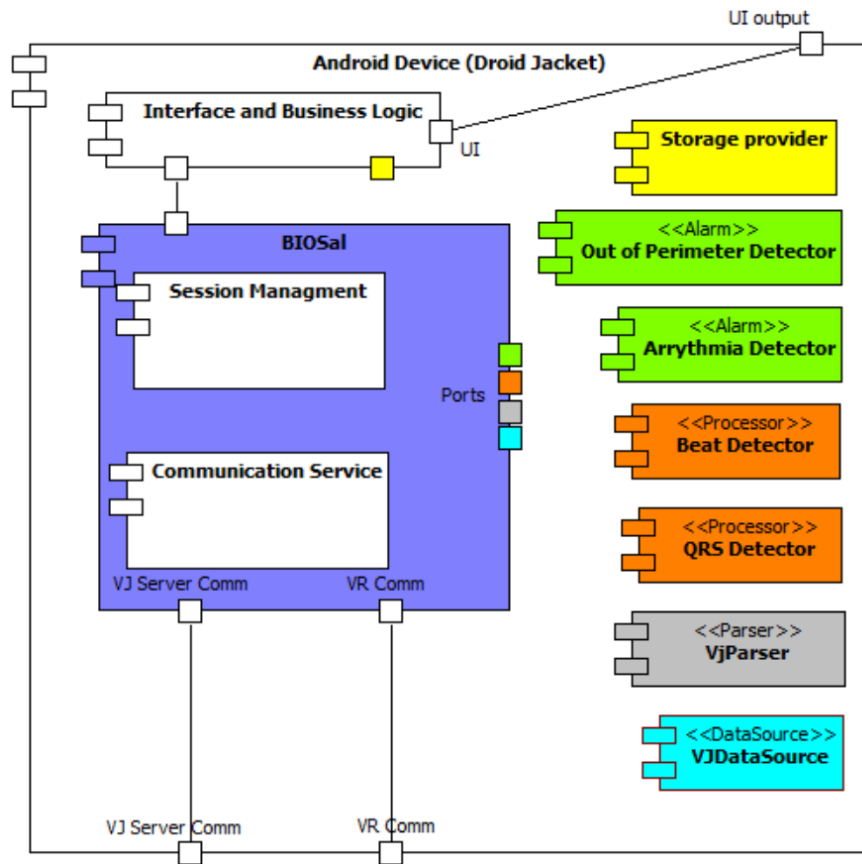 UI output
Android Device (Droid Jacket)
Interface and Business Logic
UI
Storage provider
<<Alarm>>
Out of Perimeter Detector
BIOSal
Session Managment
<<Alarm>>
Arrythmia Detector
Ports
<<Processor>>
Beat Detector
Communication Service
<<Processor>>
QRS Detector
VJ Server Comm
VR Comm
<<Parser>>
VjParser
<<DataSource>>
VJDataSource
VJ Server Comm
VR Comm